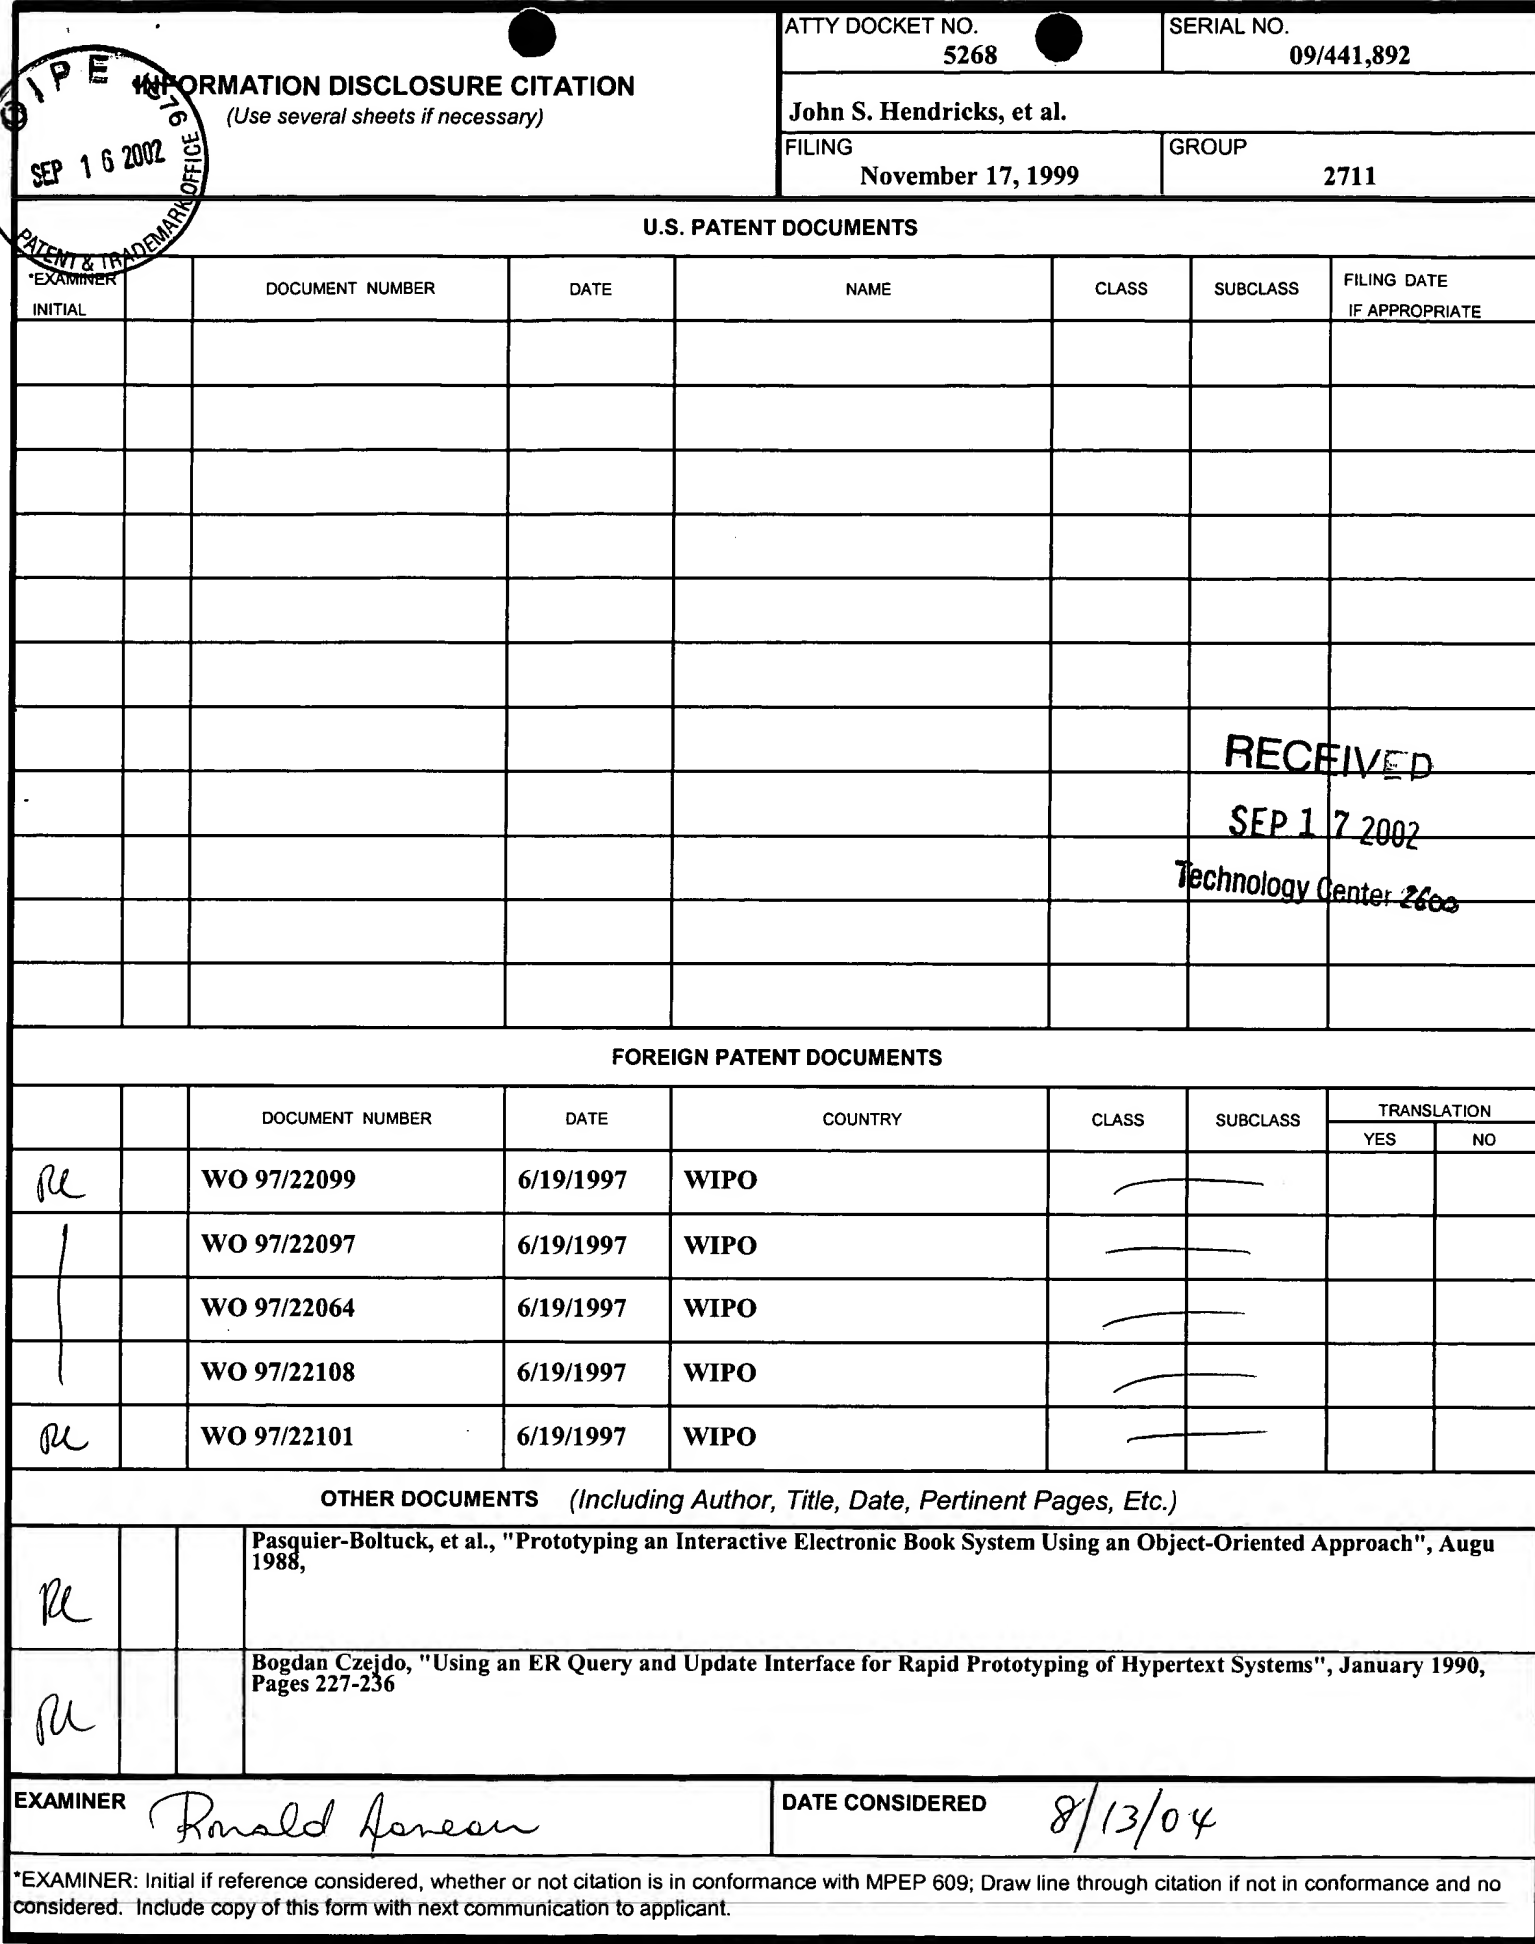 ATTY DOCKET NO.
5268
SERIAL NO.
09/441,892
OIPE
INFORMATION DISCLOSURE CITATION
(Use several sheets if necessary)
SEP 16 2002
PATENT & TRADEMARK OFFICE
John S. Hendricks, et al.
FILING
November 17, 1999
GROUP
2711
U.S. PATENT DOCUMENTS
*EXAMINER
INITIAL
DOCUMENT NUMBER
DATE
NAME
CLASS
SUBCLASS
FILING DATE
IF APPROPRIATE
RECEIVED
SEP 17 2002
Technology Center 2600
FOREIGN PATENT DOCUMENTS
DOCUMENT NUMBER
DATE
COUNTRY
CLASS
SUBCLASS
TRANSLATION
YES
NO
WO 97/22099 6/19/1997 WIPO
WO 97/22097 6/19/1997 WIPO
WO 97/22064 6/19/1997 WIPO
WO 97/22108 6/19/1997 WIPO
WO 97/22101 6/19/1997 WIPO
OTHER DOCUMENTS (Including Author, Title, Date, Pertinent Pages, Etc.)
Pasquier-Boltuck, et al., "Prototyping an Interactive Electronic Book System Using an Object-Oriented Approach", Augu
1988,
Bogdan Czejdo, "Using an ER Query and Update Interface for Rapid Prototyping of Hypertext Systems", January 1990,
Pages 227-236
EXAMINER
Ronald
DATE CONSIDERED
8/13/04
*EXAMINER: Initial if reference considered, whether or not citation is in conformance with MPEP 609; Draw line through citation if not in conformance and no
considered. Include copy of this form with next communication to applicant.